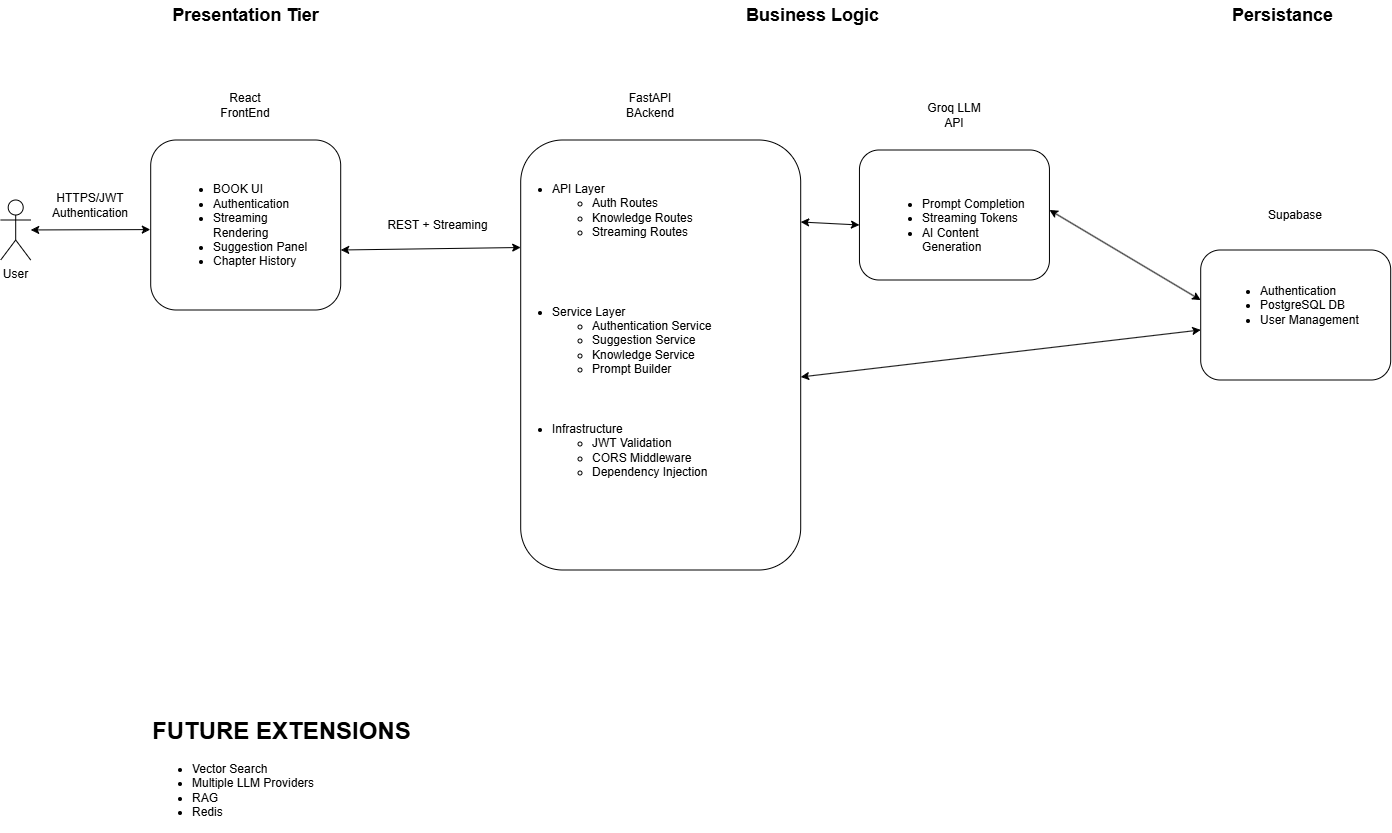 Presentation Tier
Business Logic
Persistance
React
FrontEnd
FastAPI
BAckend
Groq LLM
API
Supabase
User
HTTPS/JWT
Authentication
• BOOK UI
• Authentication
• Streaming
Rendering
• Suggestion Panel
• Chapter History
REST + Streaming
• API Layer
◦ Auth Routes
◦ Knowledge Routes
◦ Streaming Routes
• Service Layer
◦ Authentication Service
◦ Suggestion Service
◦ Knowledge Service
◦ Prompt Builder
• Infrastructure
◦ JWT Validation
◦ CORS Middleware
◦ Dependency Injection
• Prompt Completion
• Streaming Tokens
• AI Content
Generation
• Authentication
• PostgreSQL DB
• User Management
FUTURE EXTENSIONS
• Vector Search
• Multiple LLM Providers
• RAG
• Redis